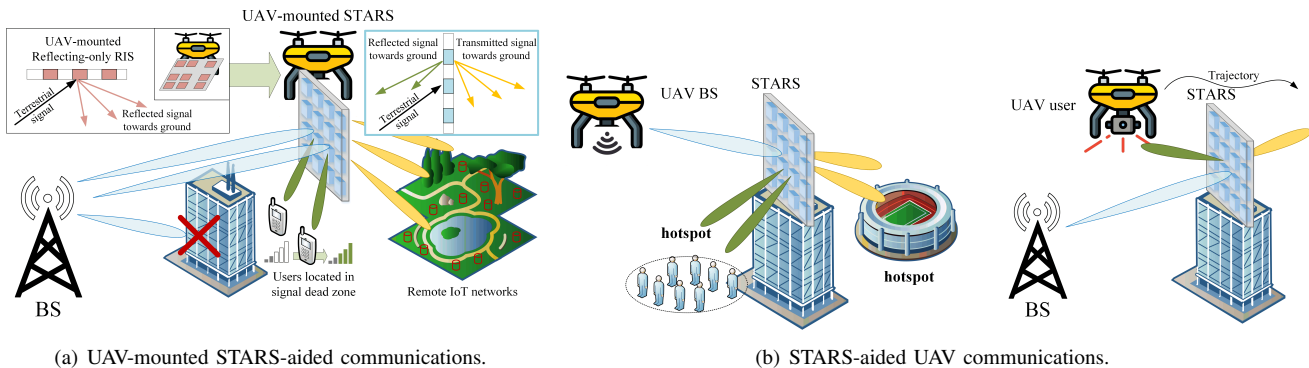 UAV-mounted STARS
UAV-mounted
Reflecting-only RIS
Terrestrial
signal
Reflected signal
towards ground
Reflected signal
towards ground
Transmitted signal
towards ground
Terrestrial
signal
BS
Users located in
signal dead zone
Remote IoT networks
(a) UAV-mounted STARS-aided communications.
UAV BS
STARS
hotspot
hotspot
UAV user
Trajectory
STARS
BS
(b) STARS-aided UAV communications.